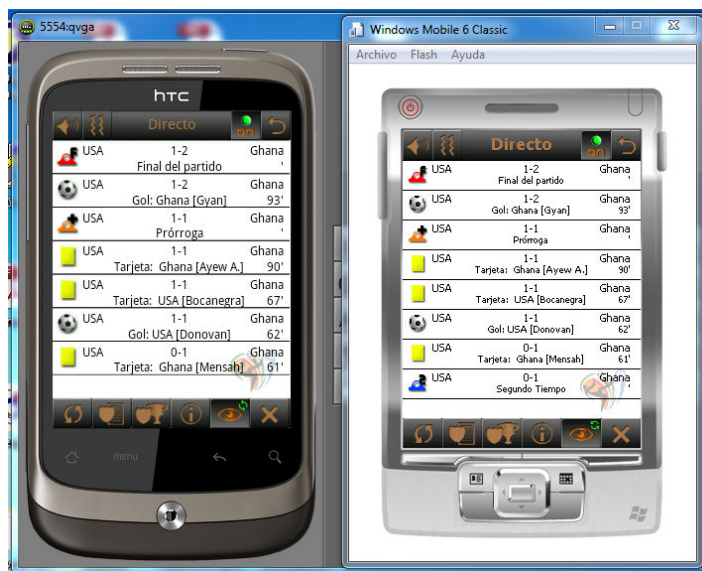 5554:qvga
hTC
Directo
on
USA 1-2 Ghana
Final del partido '
USA 1-2 Ghana
Gol: Ghana [Gyan] 93'
USA 1-1 Ghana
Prórroga '
USA 1-1 Ghana
Tarjeta: Ghana [Ayew A.] 90'
USA 1-1 Ghana
Tarjeta: USA [Bocanegra] 67'
USA 1-1 Ghana
Gol: USA [Donovan] 62'
USA 0-1 Ghana
Tarjeta: Ghana [Mensah] 61'
menu
Windows Mobile 6 Classic
Archivo Flash Ayuda
Directo
on
USA 1-2 Ghana
Final del partido '
USA 1-2 Ghana
Gol: Ghana [Gyan] 93'
USA 1-1 Ghana
Prórroga '
USA 1-1 Ghana
Tarjeta: Ghana [Ayew A.] 90'
USA 1-1 Ghana
Tarjeta: USA [Bocanegra] 67'
USA 1-1 Ghana
Gol: USA [Donovan] 62'
USA 0-1 Ghana
Tarjeta: Ghana [Mensah] 61'
USA 0-1 Ghana
Segundo Tiempo '